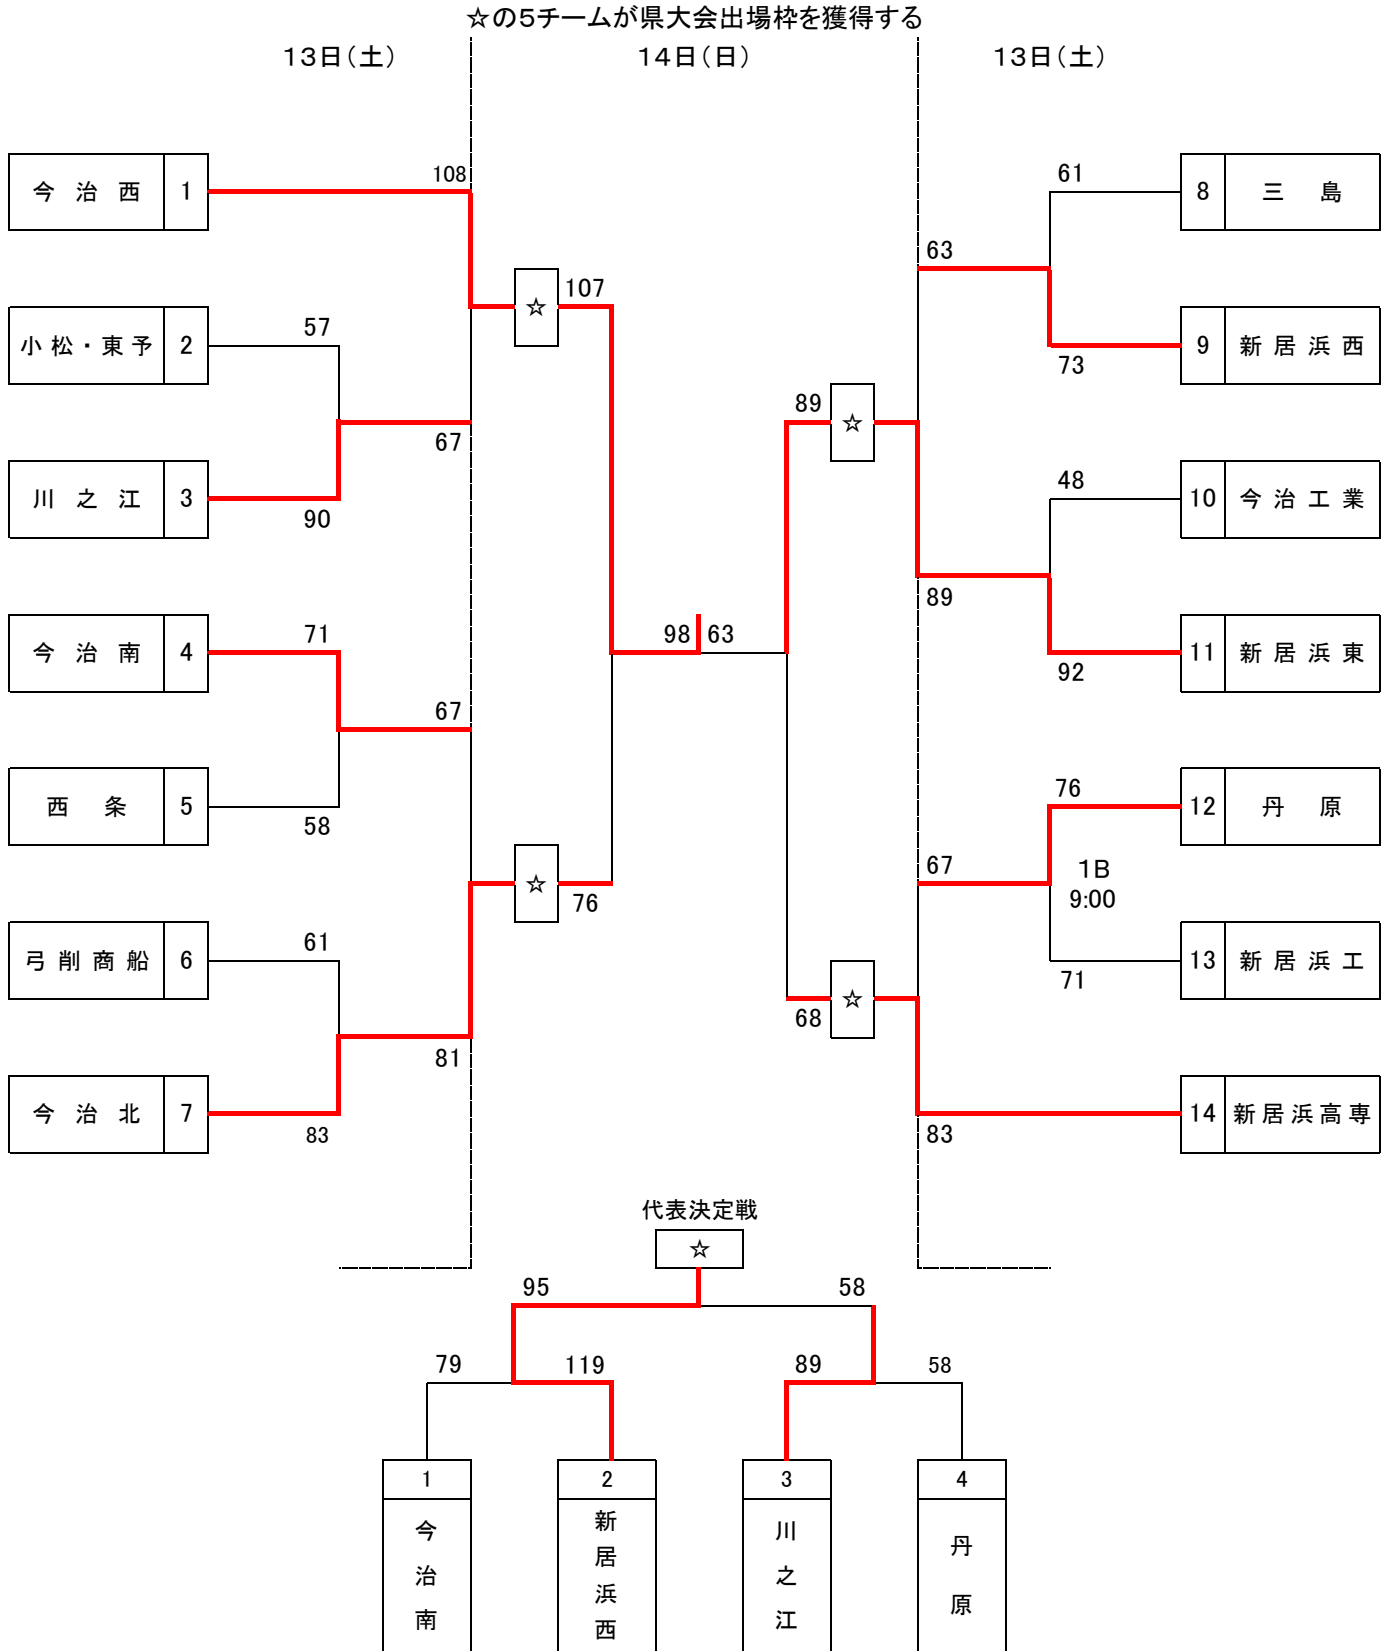 ☆の5チームが県大会出場枠を獲得する
13日(土) 14日(日) 13日(土)
108
今治西 1
61
8 三島
63
☆ 107
57
小松・東予 2
9 新居浜西
73
89 ☆
67
48
川之江 3
10 今治工業
90
89
71
98 63
今治南 4
11 新居浜東
92
67
76
西条 5
12 丹原
58
67
1B
9:00
☆
76
61
弓削商船 6
13 新居浜工
71
68 ☆
81
今治北 7
14 新居浜高専
83
83
代表決定戦
☆
95 58
79 119 89 58
1 2 3 4
今治南
新居浜西
川之江
丹原